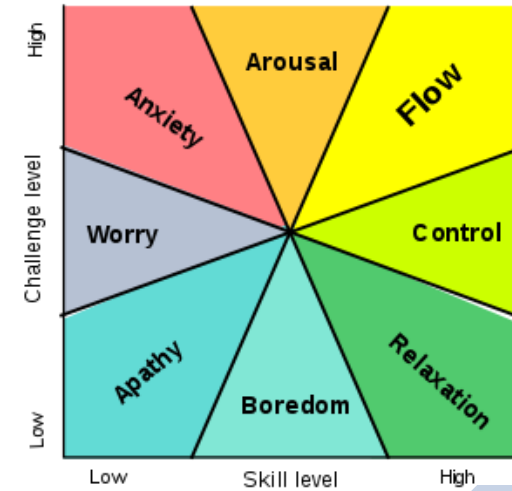 High
Arousal
Flow
Anxiety
Challenge level
Worry
Control
Apathy
Relaxation
Boredom
Low
Low
Skill level
High